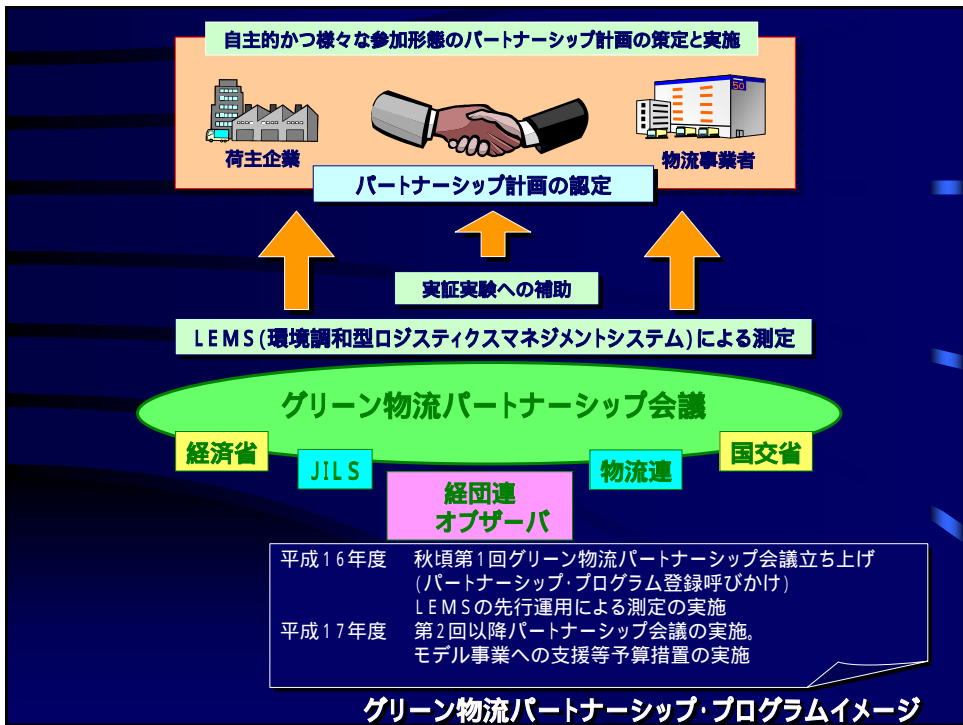 自主的かつ様々な参加形態のパートナーシップ計画の策定と実施
50
荷主企業
物流事業者
パートナーシップ計画の認定
実証実験への補助
LEMS(環境調和型ロジスティクスマネジメントシステム)による測定
グリーン物流パートナーシップ会議
経済省
国交省
JILS
物流連
経団連
オブザーバ
平成16年度 秋頃第1回グリーン物流パートナーシップ会議立ち上げ
(パートナーシップ・プログラム登録呼びかけ)
LEMSの先行運用による測定の実施
平成17年度 第2回以降パートナーシップ会議の実施。
モデル事業への支援等予算措置の実施
グリーン物流パートナーシップ・プログラムイメージ